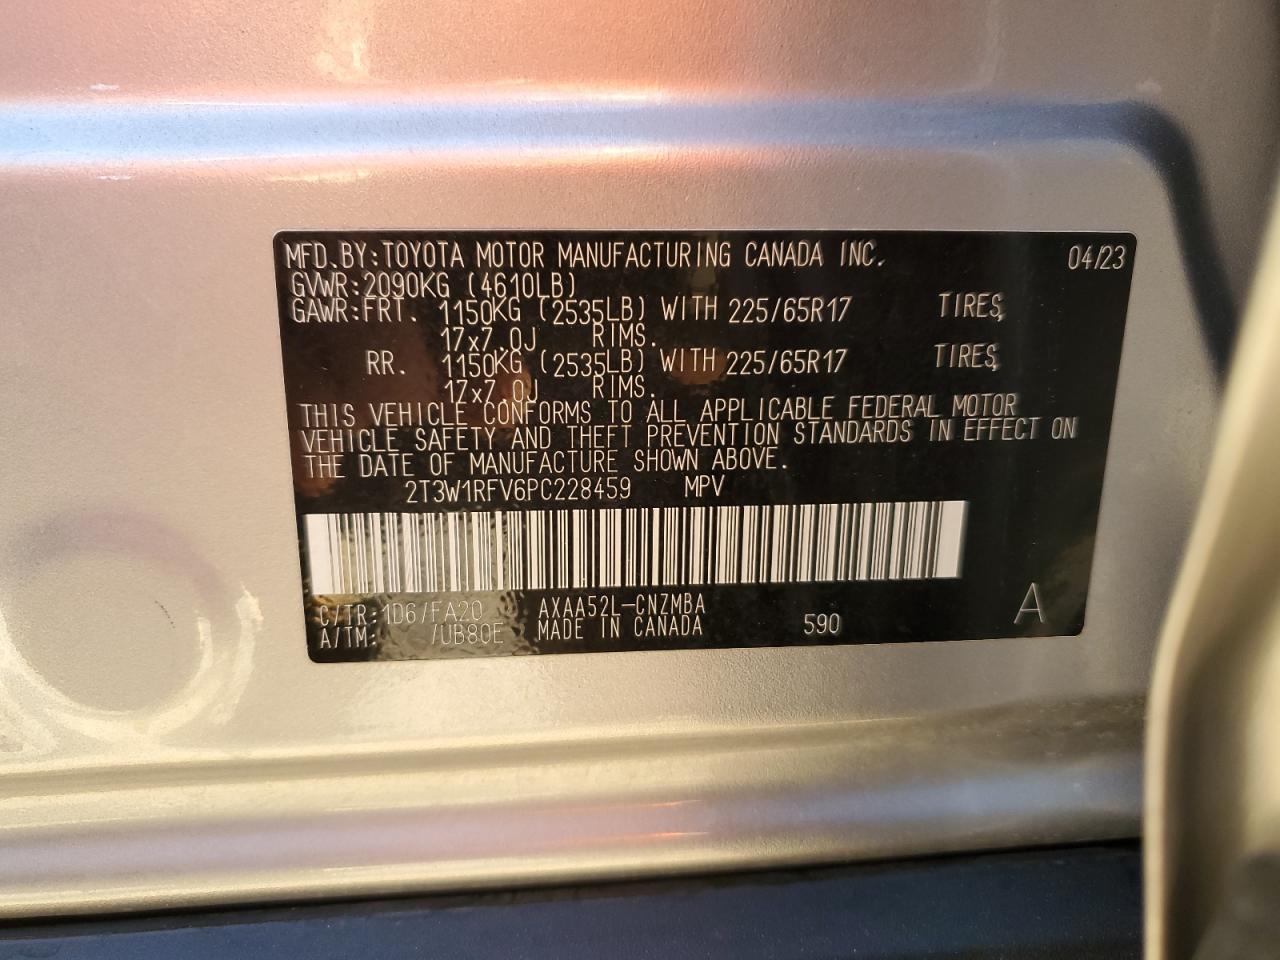 MFD.BY:TOYOTA MOTOR MANUFACTURING CANADA INC. 04/23
GVWR:2090KG (4610LB)
GAWR:FRT. 1150KG (2535LB) WITH 225/65R17 TIRES,
17x7.0J RIMS.
RR. 1150KG (2535LB) WITH 225/65R17 TIRES,
17x7.0J RIMS.
THIS VEHICLE CONFORMS TO ALL APPLICABLE FEDERAL MOTOR
VEHICLE SAFETY AND THEFT PREVENTION STANDARDS IN EFFECT ON
THE DATE OF MANUFACTURE SHOWN ABOVE.
2T3W1RFV6PC228459 MPV
C/TR:1D6/FA20 AXAA52L-CNZMBA A
A/TM: /UB80E MADE IN CANADA 590